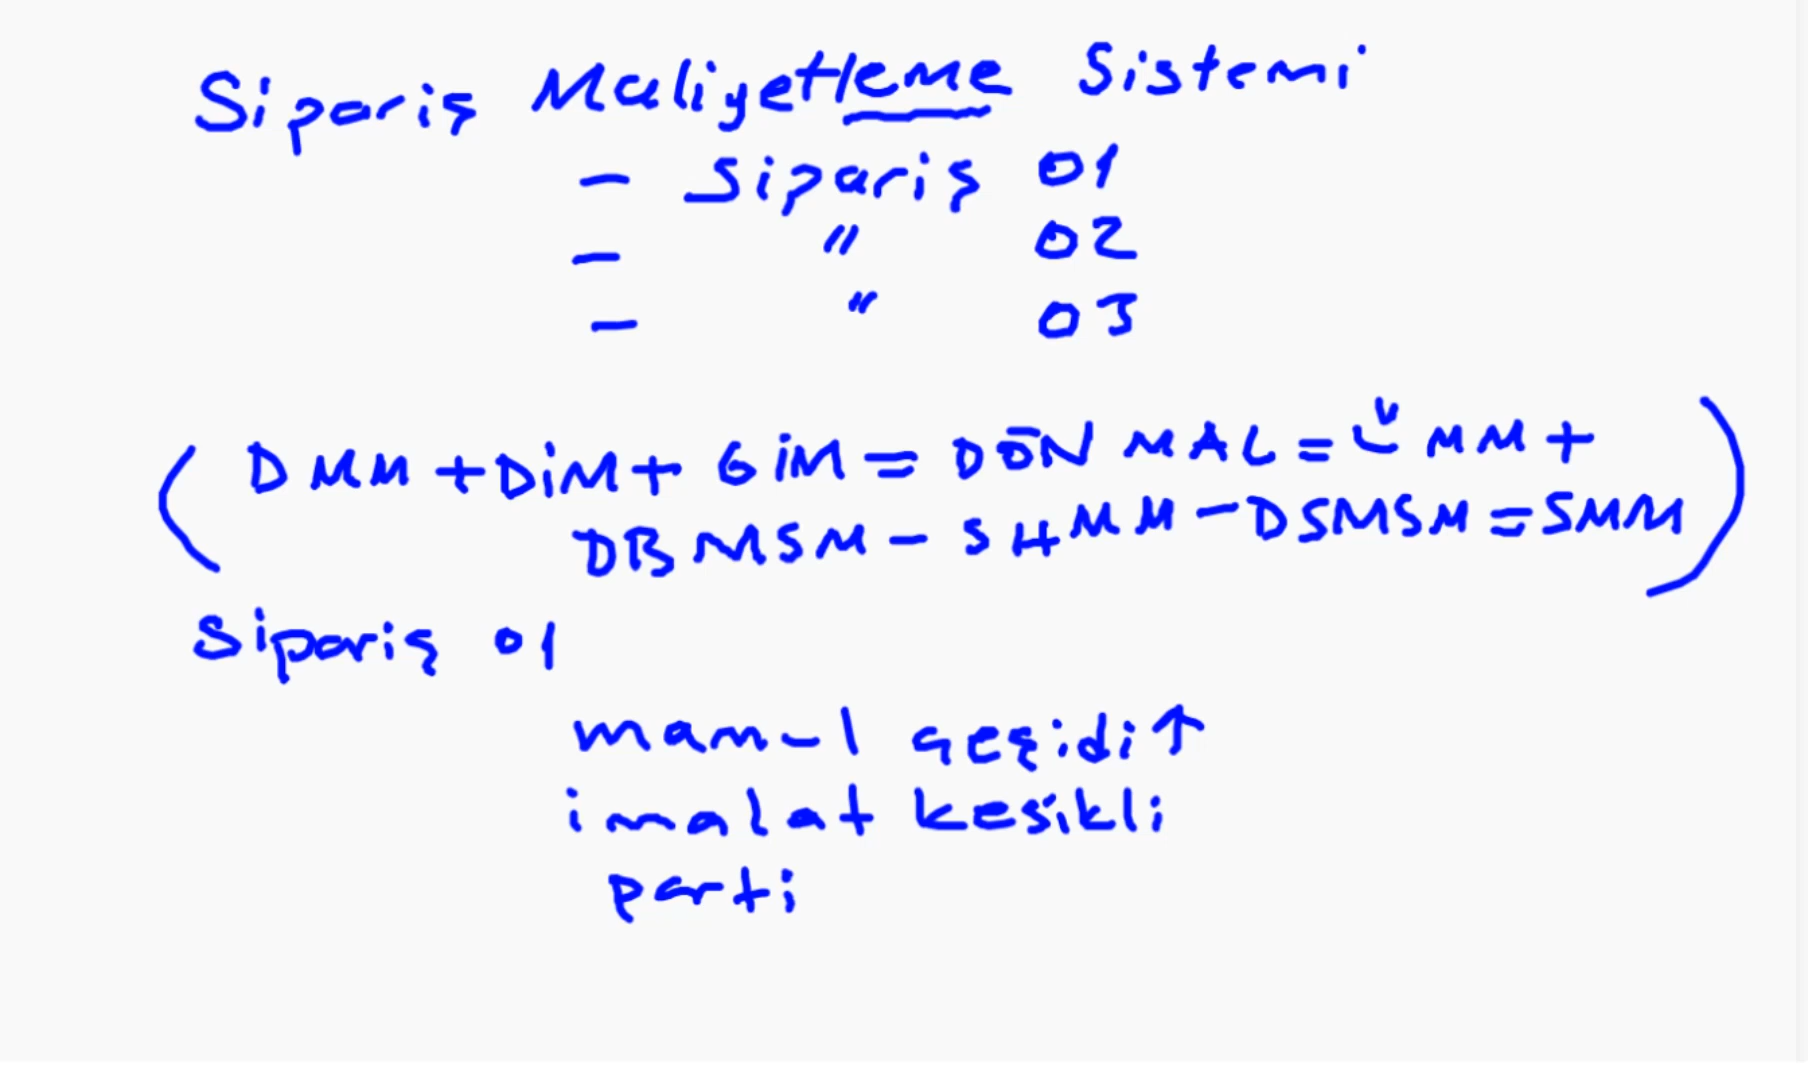 Sipariş Maliyetleme Sistemi
- Sipariş 01
- " 02
- " 03
( DMM + DİM + GİM = DÖN MAL = ÜMM +
DBMSM - SHMM - DSMSM = SMM )
Sipariş 01
mamul çeşidi ↑
imalat kesikli
parti